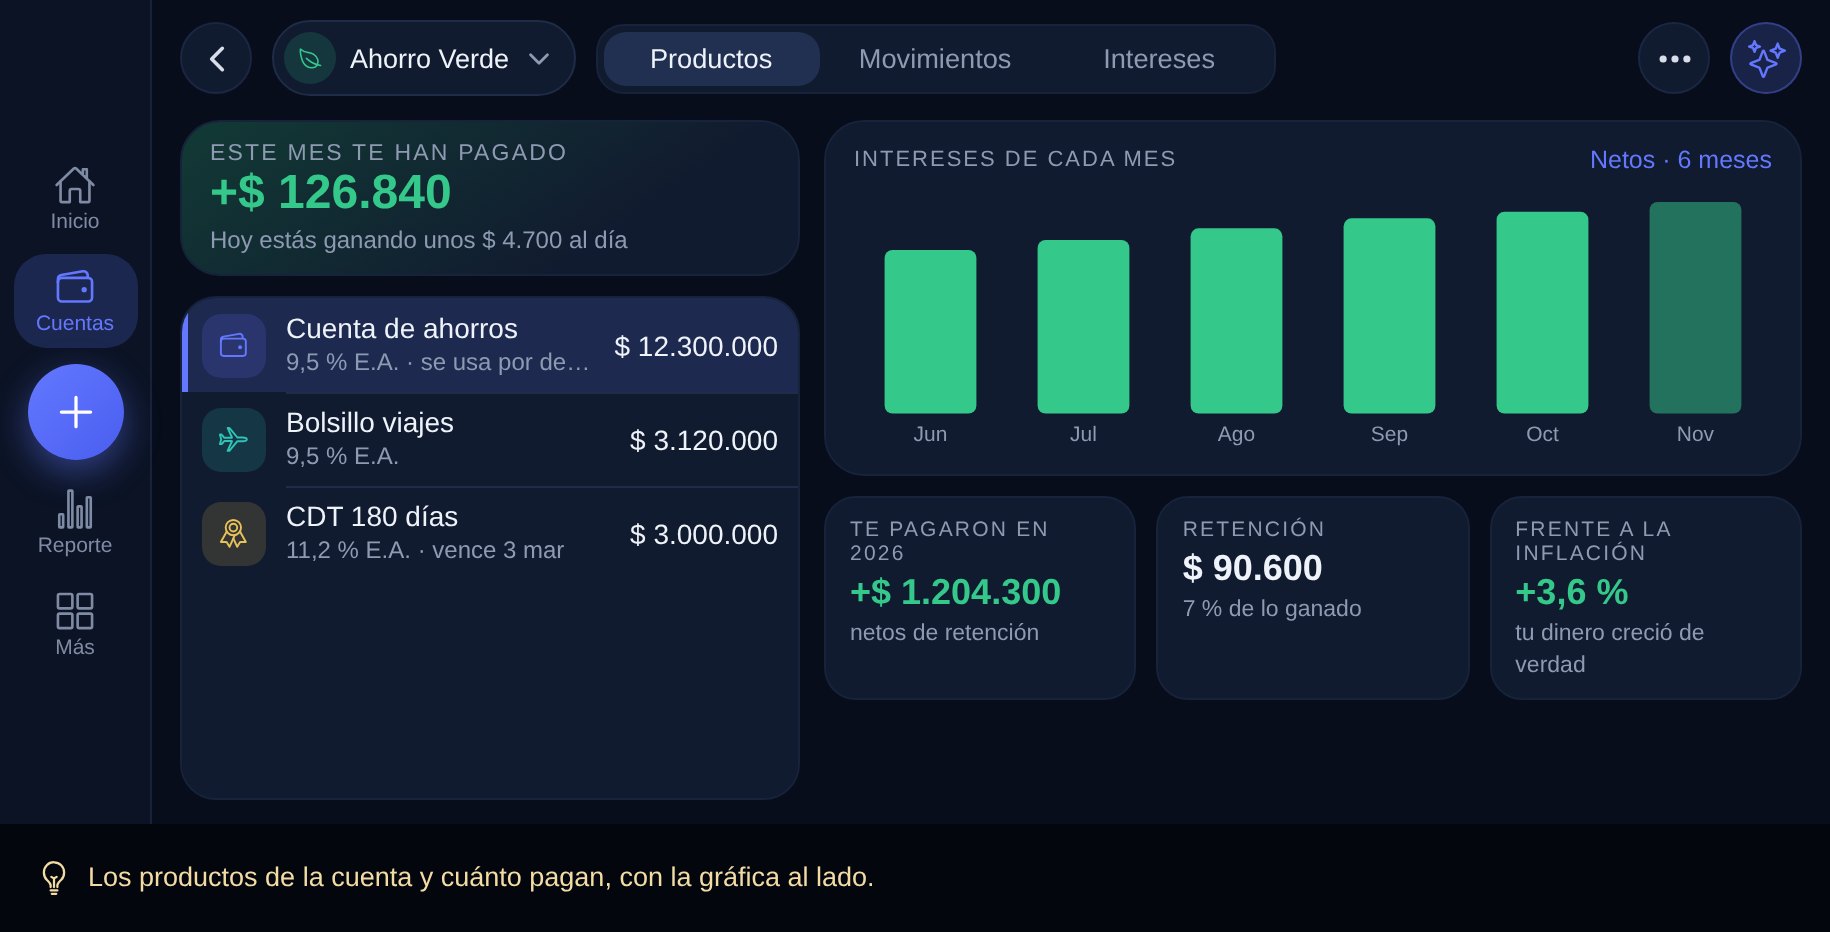 Ahorro Verde
Productos
Movimientos
Intereses
Inicio
Cuentas
Reporte
Más
ESTE MES TE HAN PAGADO
+$ 126.840
Hoy estás ganando unos $ 4.700 al día
Cuenta de ahorros
9,5 % E.A. · se usa por de…
$ 12.300.000
Bolsillo viajes
9,5 % E.A.
$ 3.120.000
CDT 180 días
11,2 % E.A. · vence 3 mar
$ 3.000.000
INTERESES DE CADA MES
Netos · 6 meses
Jun
Jul
Ago
Sep
Oct
Nov
TE PAGARON EN
2026
+$ 1.204.300
netos de retención
RETENCIÓN
$ 90.600
7 % de lo ganado
FRENTE A LA
INFLACIÓN
+3,6 %
tu dinero creció de
verdad
Los productos de la cuenta y cuánto pagan, con la gráfica al lado.